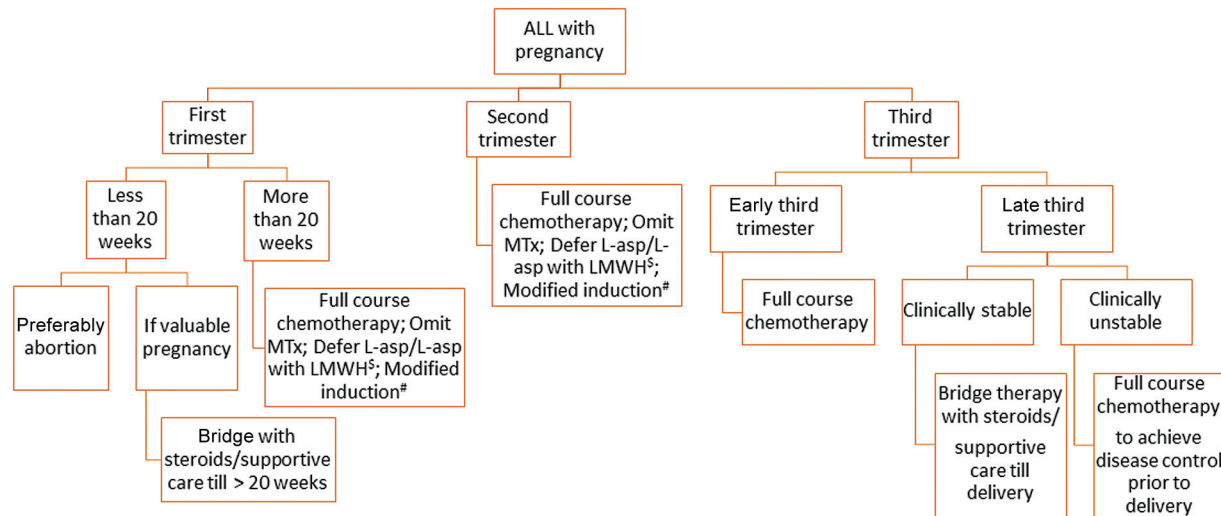 ALL with
pregnancy
First
trimester
Second
trimester
Third
trimester
Less
than 20
weeks
More
than 20
weeks
Full course
chemotherapy; Omit
MTx; Defer L-asp/L-
asp with LMWH$;
Modified induction#
Early third
trimester
Late third
trimester
Preferably
abortion
If valuable
pregnancy
Full course
chemotherapy; Omit
MTx; Defer L-asp/L-asp
with LMWH$; Modified
induction#
Full course
chemotherapy
Clinically stable
Clinically
unstable
Bridge with
steroids/supportive
care till > 20 weeks
Bridge therapy
with steroids/
supportive
care till
delivery
Full course
chemotherapy
to achieve
disease control
prior to
delivery